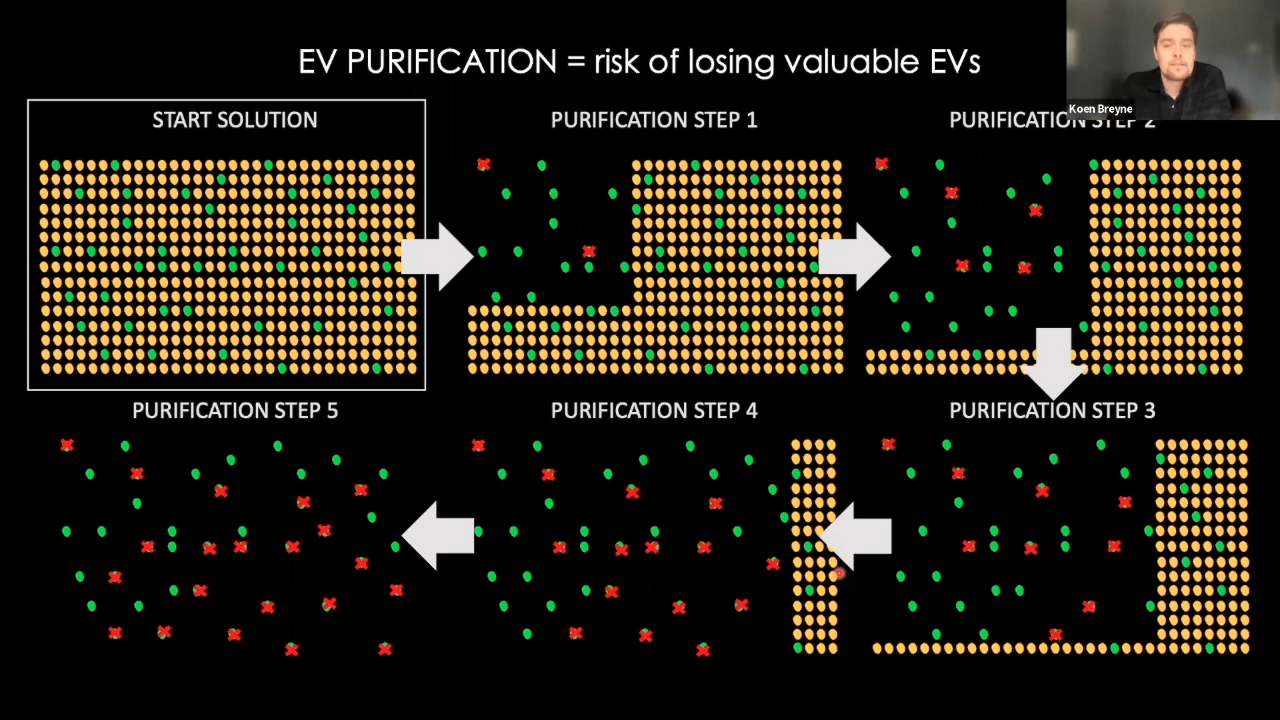 EV PURIFICATION = risk of losing valuable EVs
Koen Breyne
START SOLUTION
PURIFICATION STEP 1
PURIFICATION STEP 2
PURIFICATION STEP 5
PURIFICATION STEP 4
PURIFICATION STEP 3